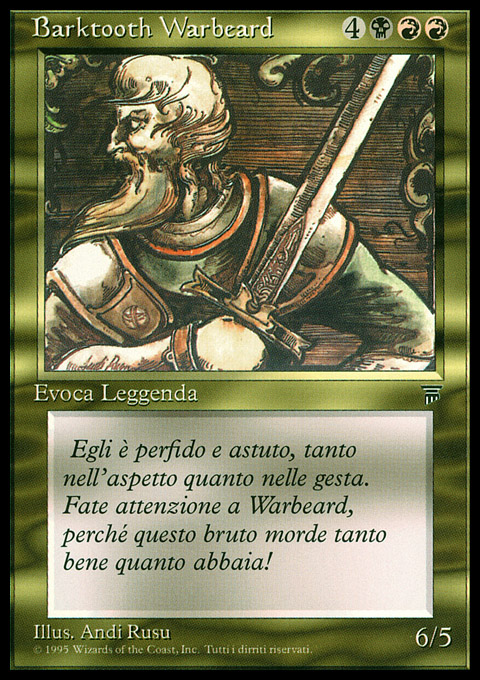 Barktooth Warbeard 4
Evoca Leggenda
Egli è perfido e astuto, tanto
nell'aspetto quanto nelle gesta.
Fate attenzione a Warbeard,
perché questo bruto morde tanto
bene quanto abbaia!
Illus. Andi Rusu
6/5
© 1995 Wizards of the Coast, Inc. Tutti i dirriti riservati.